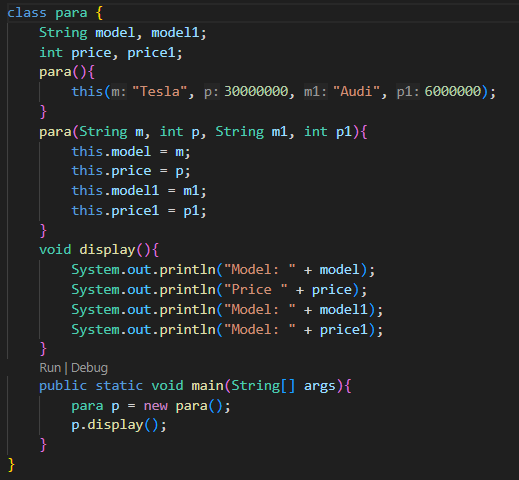 class para {
    String model, model1;
    int price, price1;
    para(){
        this(m: "Tesla", p: 30000000, m1: "Audi", p1: 6000000);
    }
    para(String m, int p, String m1, int p1){
        this.model = m;
        this.price = p;
        this.model1 = m1;
        this.price1 = p1;
    }
    void display(){
        System.out.println("Model: " + model);
        System.out.println("Price " + price);
        System.out.println("Model: " + model1);
        System.out.println("Model: " + price1);
    }
    Run | Debug
    public static void main(String[] args){
        para p = new para();
        p.display();
    }
}